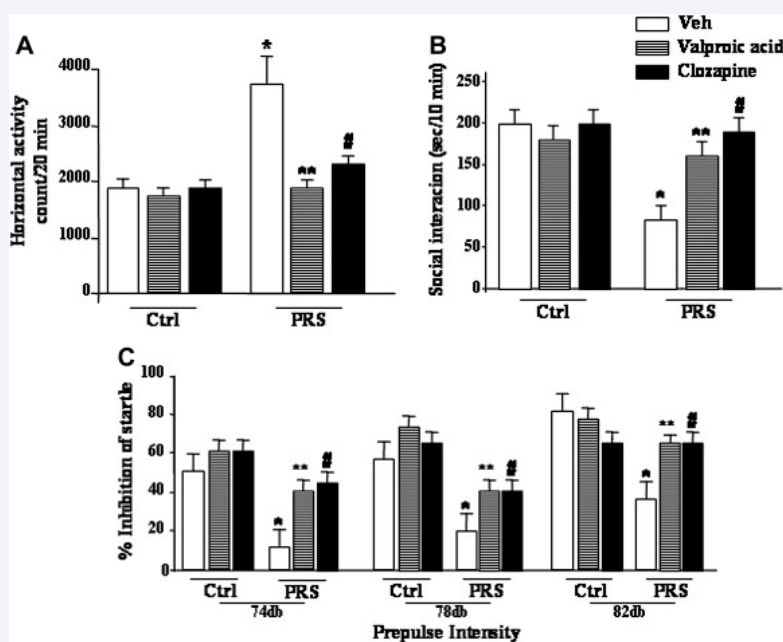 Veh
Valproic acid
Clozapine
A
Horizontal activity
count/20 min
4000
3000
2000
1000
0
*
**
#
Ctrl
PRS
B
Social interacion (sec/10 min)
200
150
100
50
0
*
**
#
Ctrl
PRS
C
% Inhibition of startle
100
80
60
40
20
0
*
**
#
*
**
#
*
**
#
Ctrl PRS Ctrl PRS Ctrl PRS
74db 78db 82db
Prepulse Intensity